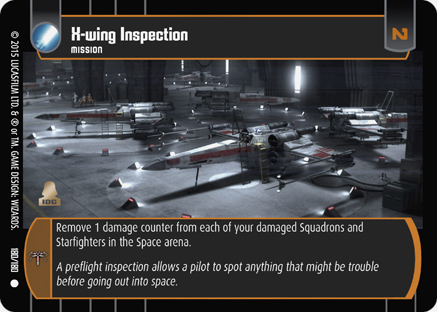 X-wing Inspection
MISSION
N
IDC
Remove 1 damage counter from each of your damaged Squadrons and
Starfighters in the Space arena.
A preflight inspection allows a pilot to spot anything that might be trouble
before going out into space.
© 2015 LUCASFILM LTD. & ® or TM. GAME DESIGN: WIZARDS.
180/180